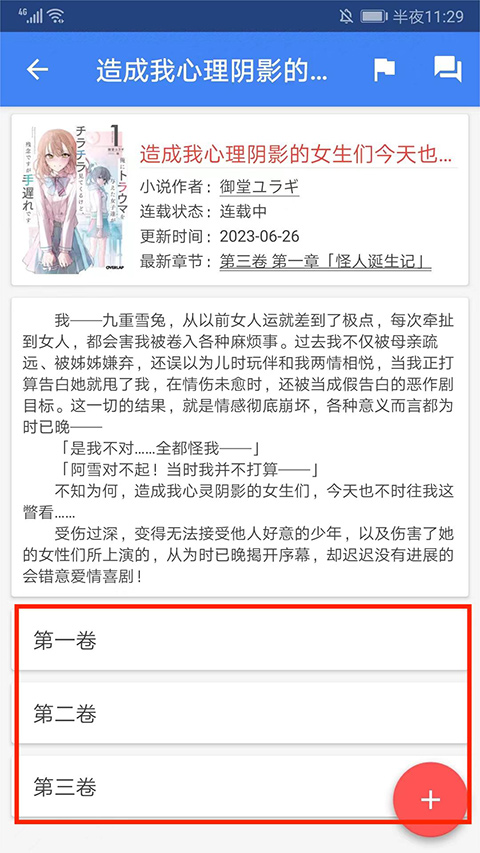 4G 半夜11:29
造成我心理阴影的...
1
俺にトラウマを
チラチラ見てくるけど、
残念ですが手遅れです
OVERLAP
造成我心理阴影的女生们今天也...
小说作者：御堂ユラギ
连载状态：连载中
更新时间：2023-06-26
最新章节：第三卷 第一章「怪人诞生记」
我——九重雪兔，从以前女人运就差到了极点，每次牵扯
到女人，都会害我被卷入各种麻烦事。过去我不仅被母亲疏
远、被姊姊嫌弃，还误以为儿时玩伴和我两情相悦，当我正打
算告白她就甩了我，在情伤未愈时，还被当成假告白的恶作剧
目标。这一切的结果，就是情感彻底崩坏，各种意义而言都为
时已晚——
「是我不对……全都怪我——」
「阿雪对不起！当时我并不打算——」
不知为何，造成我心灵阴影的女生们，今天也不时往我这
瞥看……
受伤过深，变得无法接受他人好意的少年，以及伤害了她
的女性们所上演的，从为时已晚揭开序幕，却迟迟没有进展的
会错意爱情喜剧！
第一卷
第二卷
第三卷